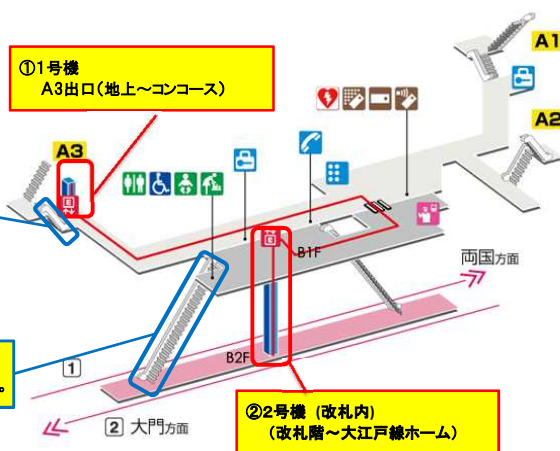 ①1号機
A3出口（地上～コンコース）
A1
A2
A3
E
B1F
E
両国方面
B2F
1
。
2 大門方面
②2号機 (改札内)
（改札階～大江戸線ホーム）